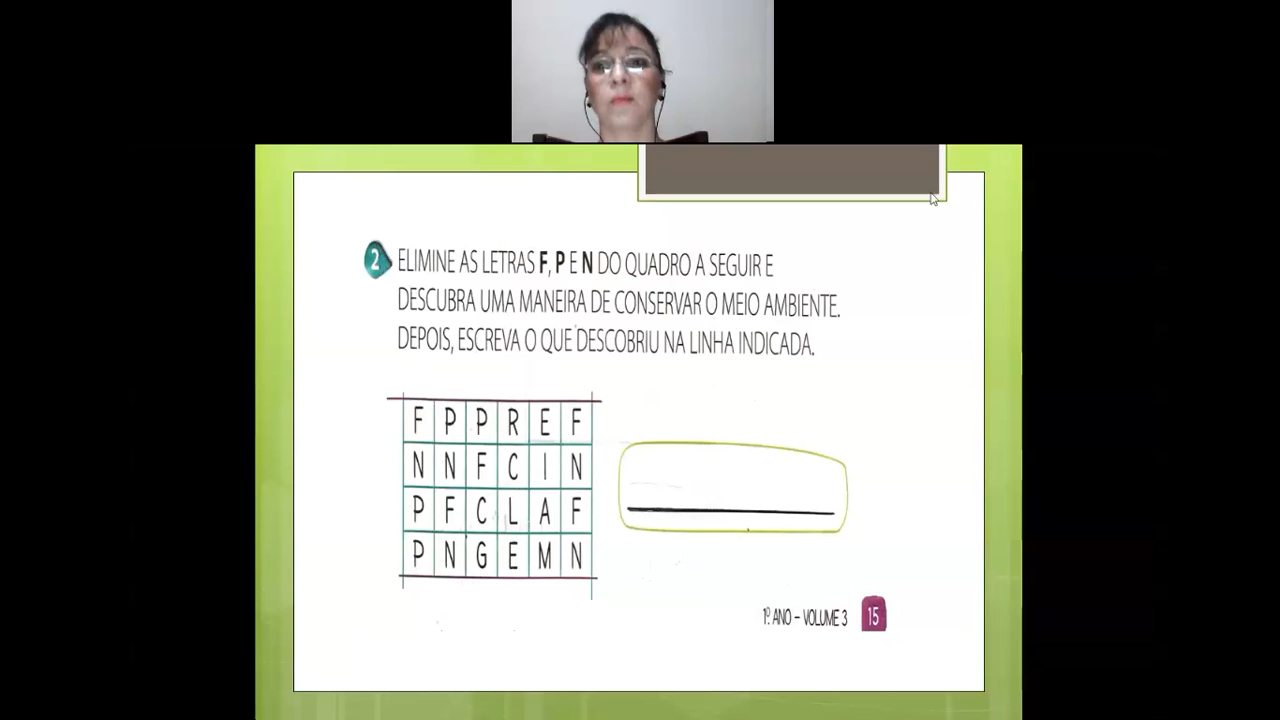 2 ELIMINE AS LETRAS F, P E N DO QUADRO A SEGUIR E
DESCUBRA UMA MANEIRA DE CONSERVAR O MEIO AMBIENTE.
DEPOIS, ESCREVA O QUE DESCOBRIU NA LINHA INDICADA.
F P P R E F
N N F C I N
P F C L A F
P N G E M N
1º. ANO – VOLUME 3 15